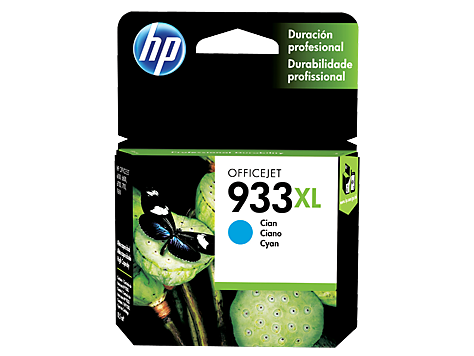 hp
Duración
profesional
Durabilidade
profissional
OFFICEJET
933XL
Cian
Ciano
Cyan